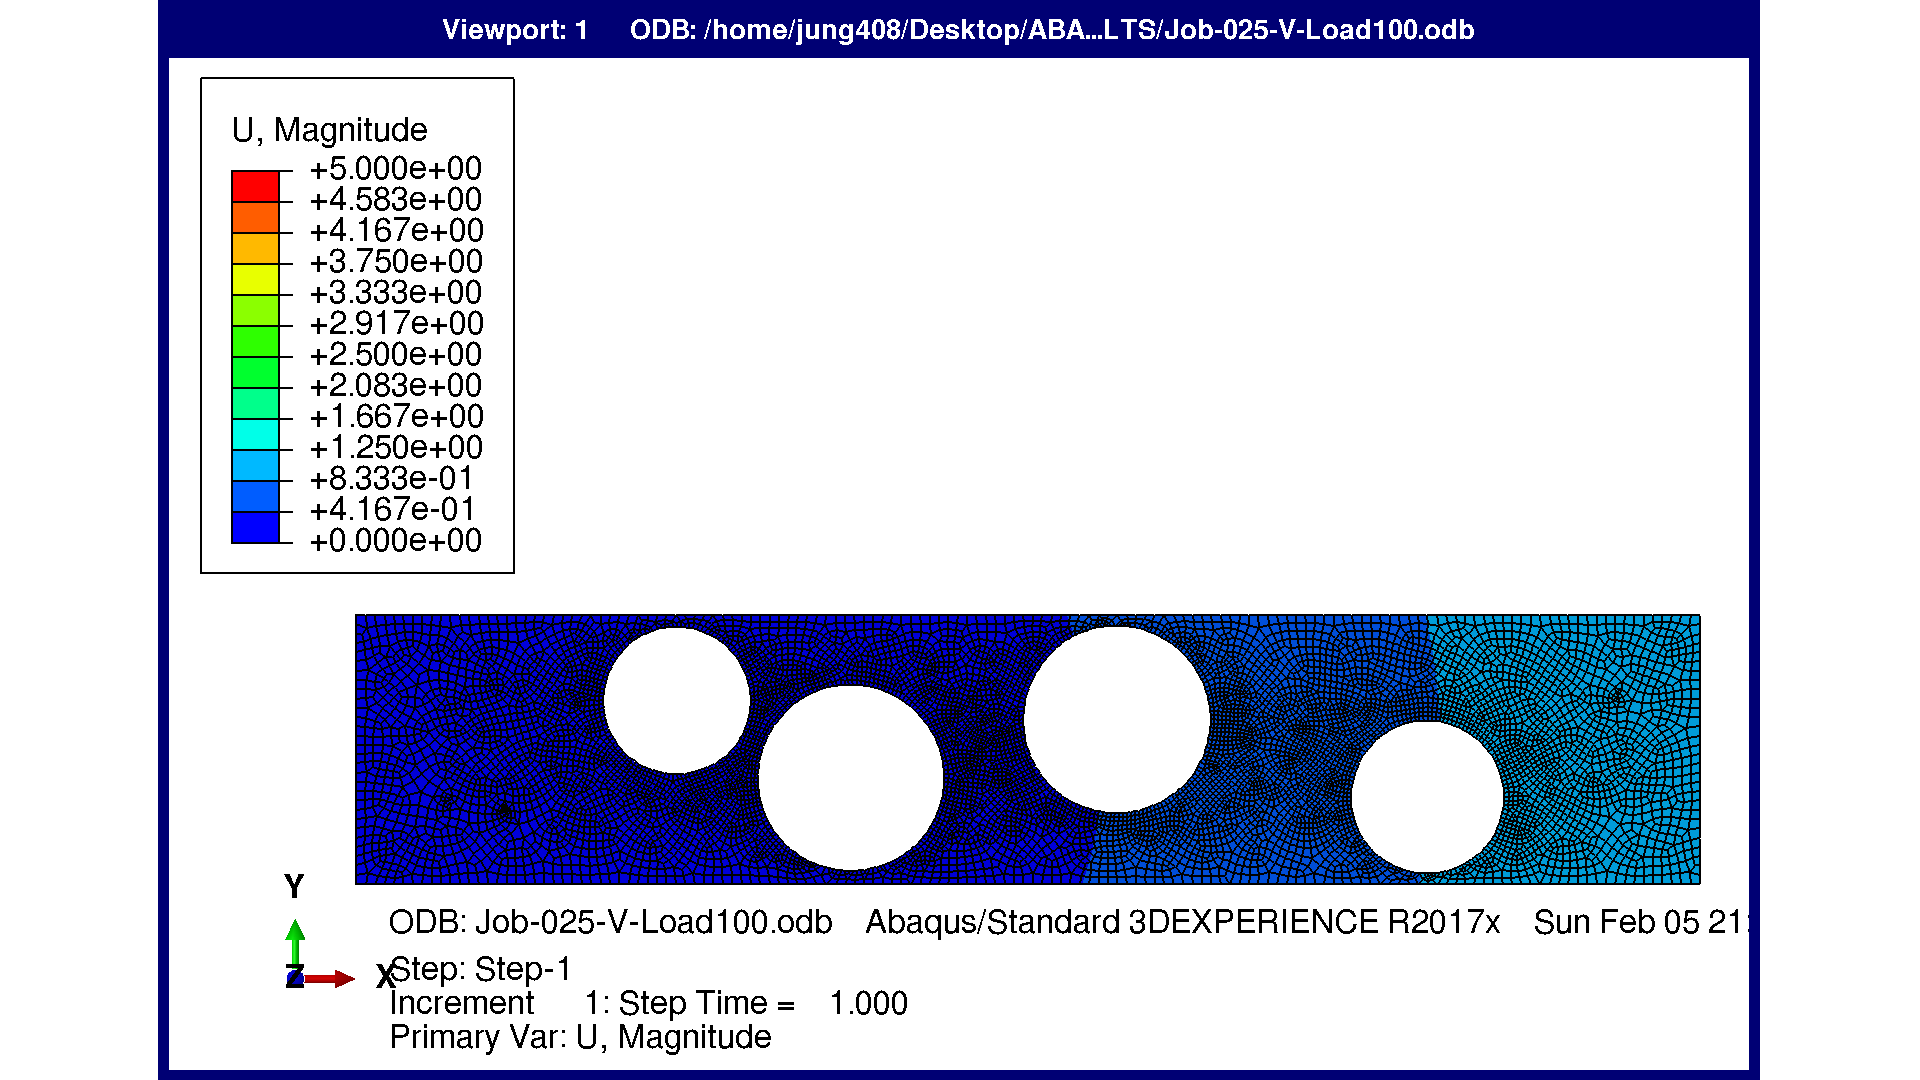 Viewport: 1 ODB: /home/jung408/Desktop/ABA...LTS/Job-025-V-Load100.odb
U, Magnitude
+5.000e+00
+4.583e+00
+4.167e+00
+3.750e+00
+3.333e+00
+2.917e+00
+2.500e+00
+2.083e+00
+1.667e+00
+1.250e+00
+8.333e-01
+4.167e-01
+0.000e+00
Y
Z
X
ODB: Job-025-V-Load100.odb Abaqus/Standard 3DEXPERIENCE R2017x Sun Feb 05 21:
Step: Step-1
Increment 1: Step Time = 1.000
Primary Var: U, Magnitude